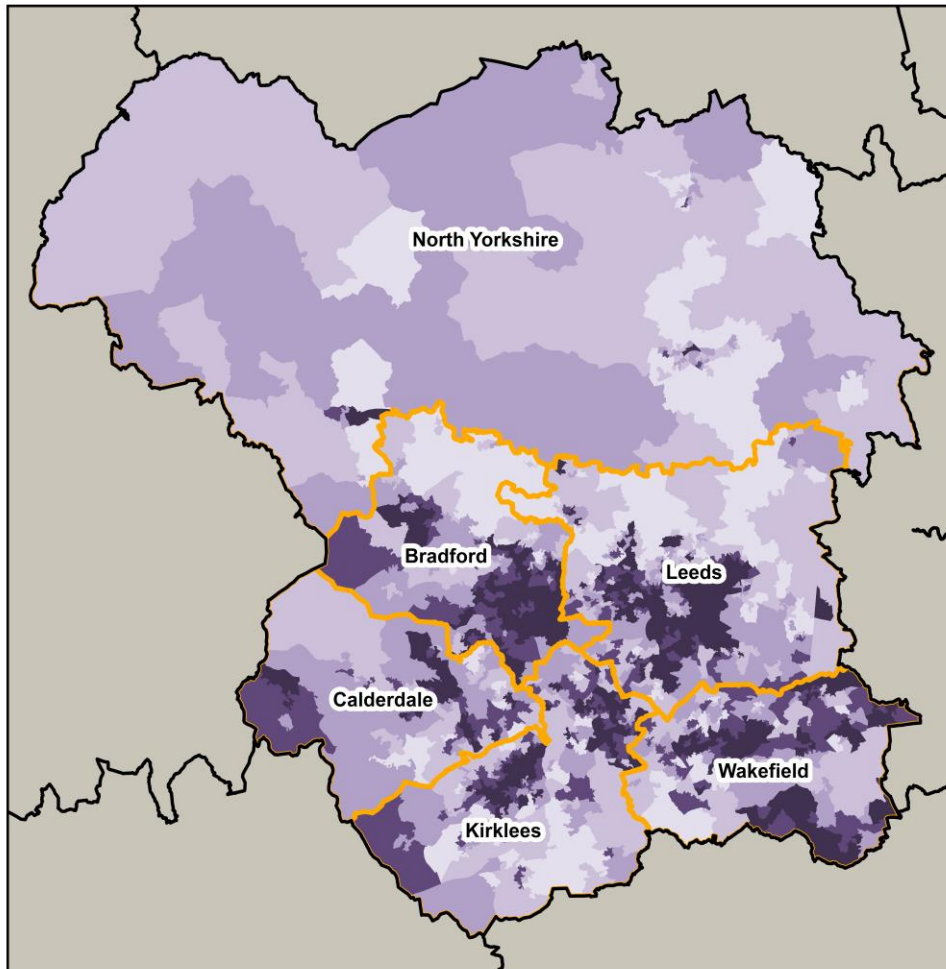 North Yorkshire
Bradford
Leeds
Calderdale
Wakefield
Kirklees